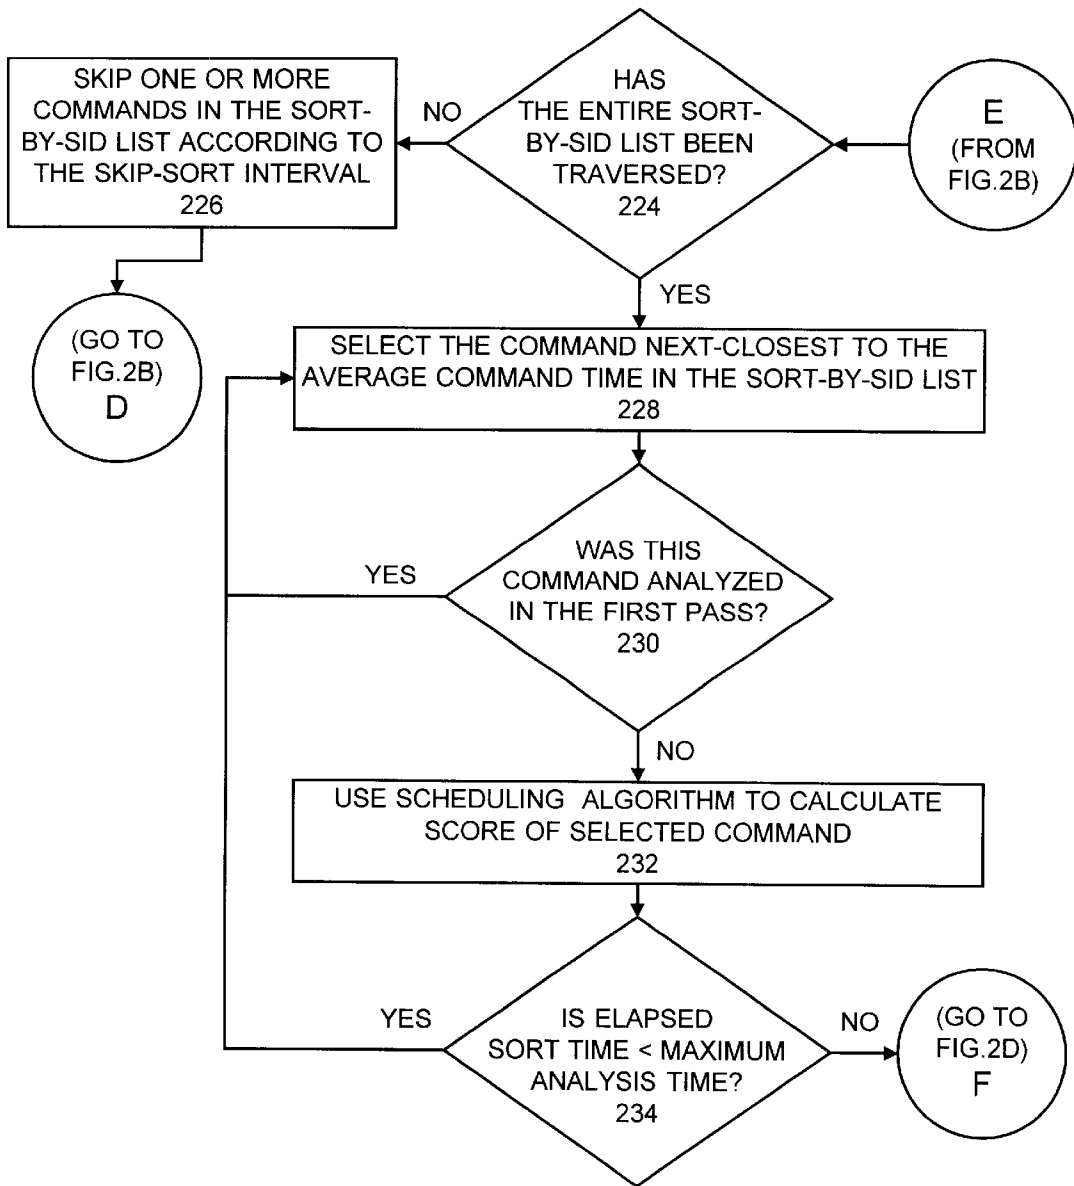 SKIP ONE OR MORE
COMMANDS IN THE SORT-
BY-SID LIST ACCORDING TO
THE SKIP-SORT INTERVAL
226
NO
HAS
THE ENTIRE SORT-
BY-SID LIST BEEN
TRAVERSED?
224
E
(FROM
FIG.2B)
YES
(GO TO
FIG.2B)
D
SELECT THE COMMAND NEXT-CLOSEST TO THE
AVERAGE COMMAND TIME IN THE SORT-BY-SID LIST
228
YES
WAS THIS
COMMAND ANALYZED
IN THE FIRST PASS?
230
NO
USE SCHEDULING ALGORITHM TO CALCULATE
SCORE OF SELECTED COMMAND
232
YES
IS ELAPSED
SORT TIME < MAXIMUM
ANALYSIS TIME?
234
NO
(GO TO
FIG.2D)
F